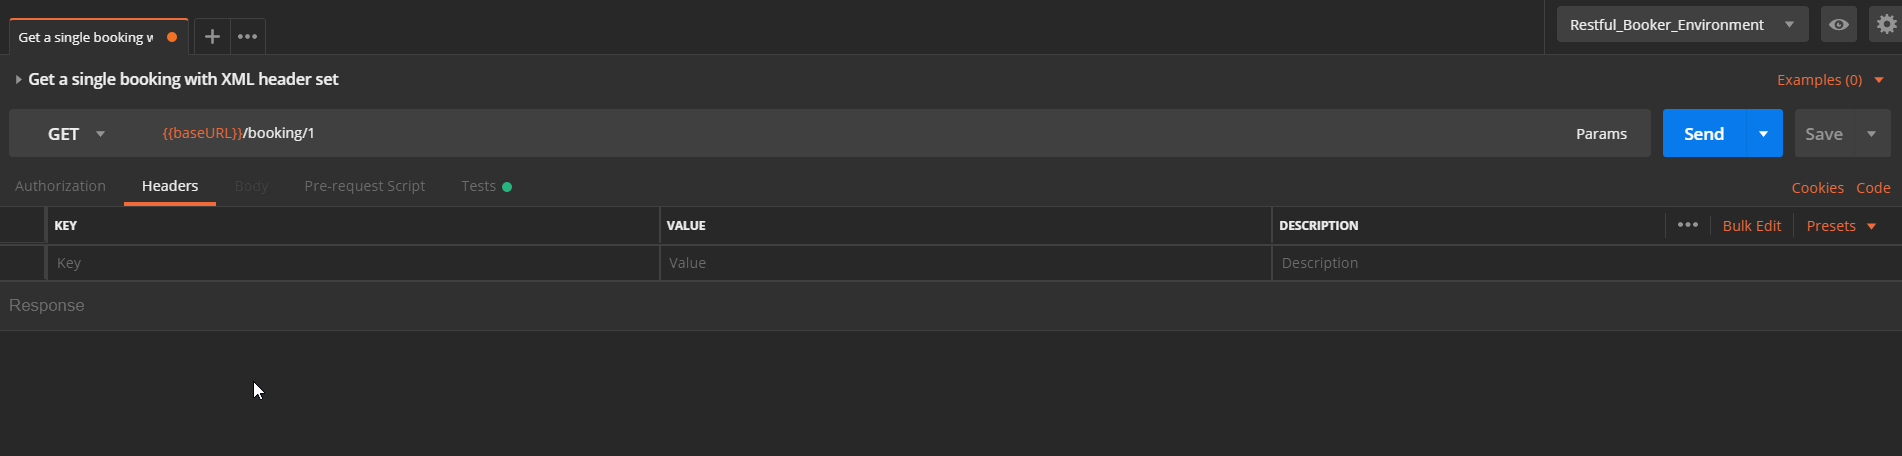 Get a single booking w
Restful_Booker_Environment
Get a single booking with XML header set
Examples (0)
GET {{baseURL}}/booking/1 Params Send Save
Authorization Headers Body Pre-request Script Tests Cookies Code
KEY VALUE DESCRIPTION Bulk Edit Presets
Key Value Description
Response